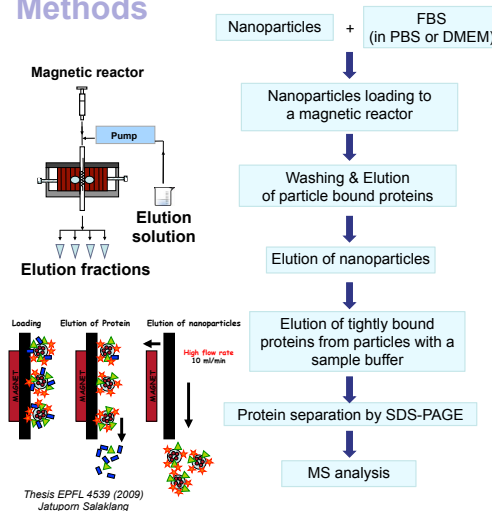 Methods
Nanoparticles
+
FBS
(in PBS or DMEM)
Magnetic reactor
Pump
Elution
solution
Elution fractions
Nanoparticles loading to
a magnetic reactor
Washing & Elution
of particle bound proteins
Elution of nanoparticles
Elution of tightly bound
proteins from particles with a
sample buffer
Protein separation by SDS-PAGE
MS analysis
Loading
Elution of Protein
Elution of nanoparticles
MAGNET
MAGNET
MAGNET
High flow rate
10 ml/min
Thesis EPFL 4539 (2009)
Jatuporn Salaklang